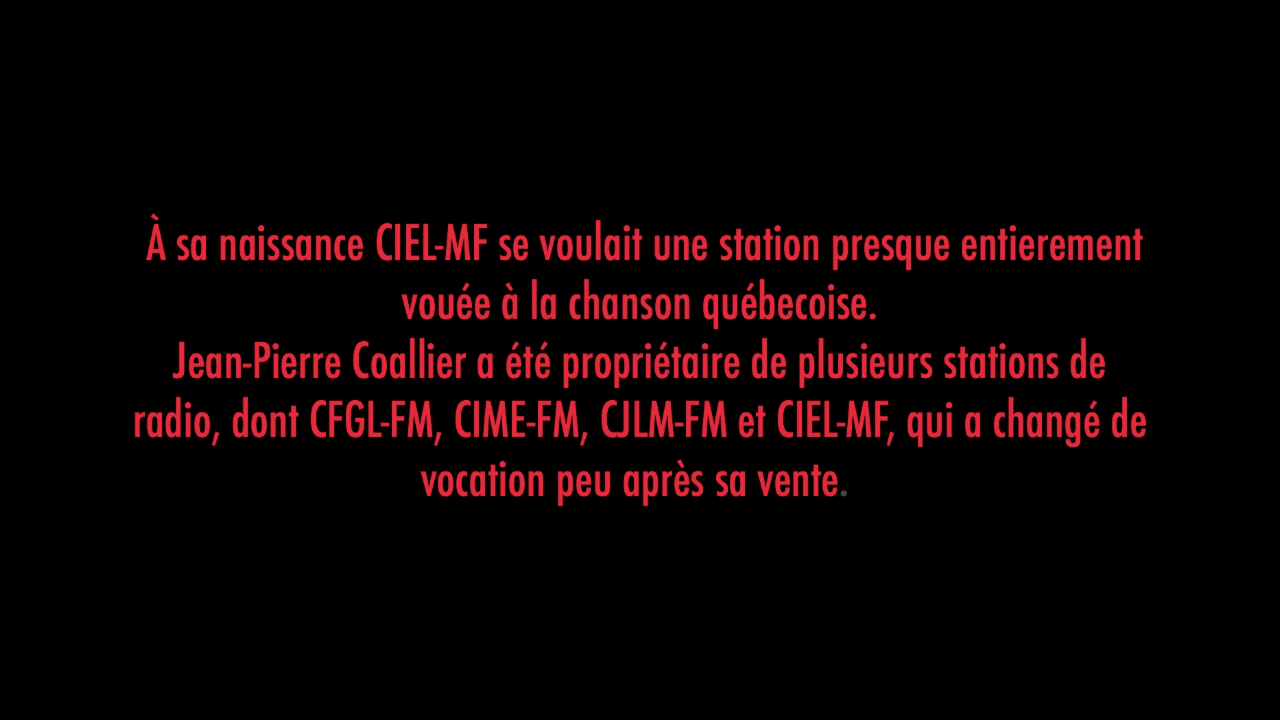 À sa naissance CIEL-MF se voulait une station presque entierement
vouée à la chanson québecoise.
Jean-Pierre Coallier a été propriétaire de plusieurs stations de
radio, dont CFGL-FM, CIME-FM, CJLM-FM et CIEL-MF, qui a changé de
vocation peu après sa vente.